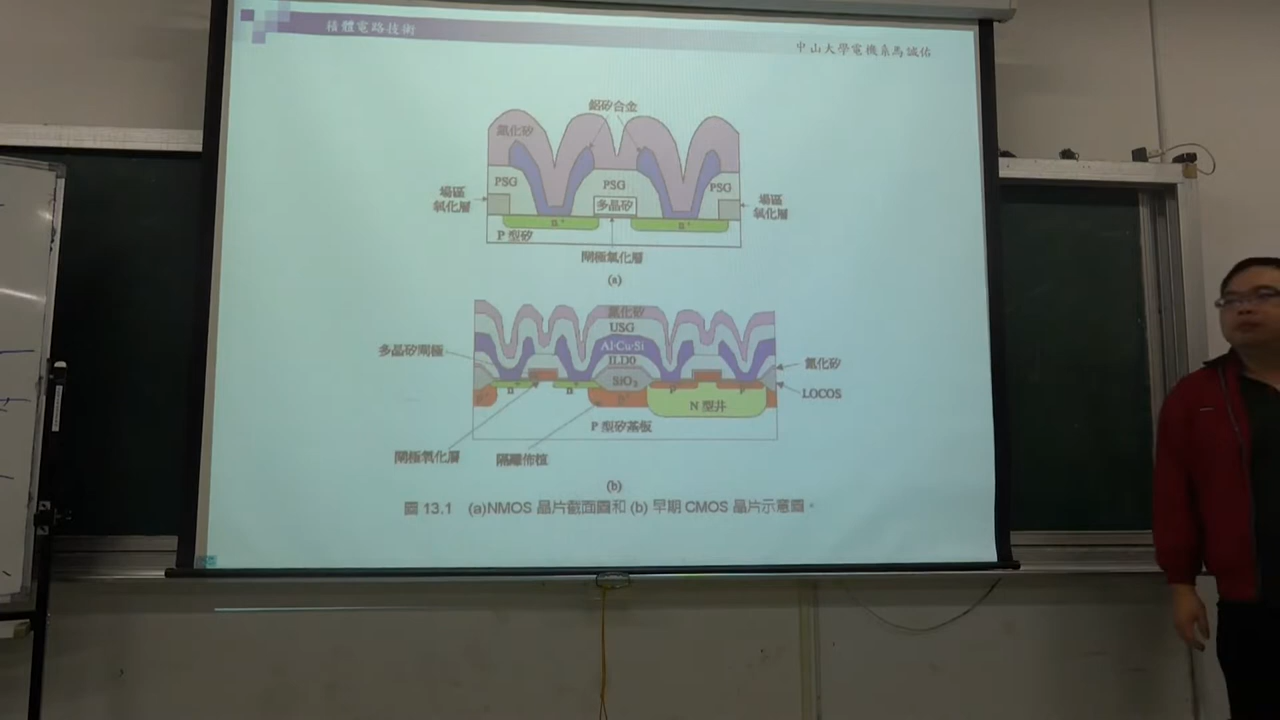 積體電路技術
中山大學電機系馬誠佑
鋁矽合金
氮化矽
PSG
PSG
PSG
場區
氧化層
多晶矽
場區
氧化層
n+
n+
P 型矽
閘極氧化層
(a)
氮化矽
USG
Al·Cu·Si
多晶矽閘極
ILD0
氮化矽
SiO2
LOCOS
N 型井
P 型矽基板
閘極氧化層
隔離佈植
(b)
圖 13.1 (a)NMOS 晶片截面圖和 (b) 早期 CMOS 晶片示意圖。